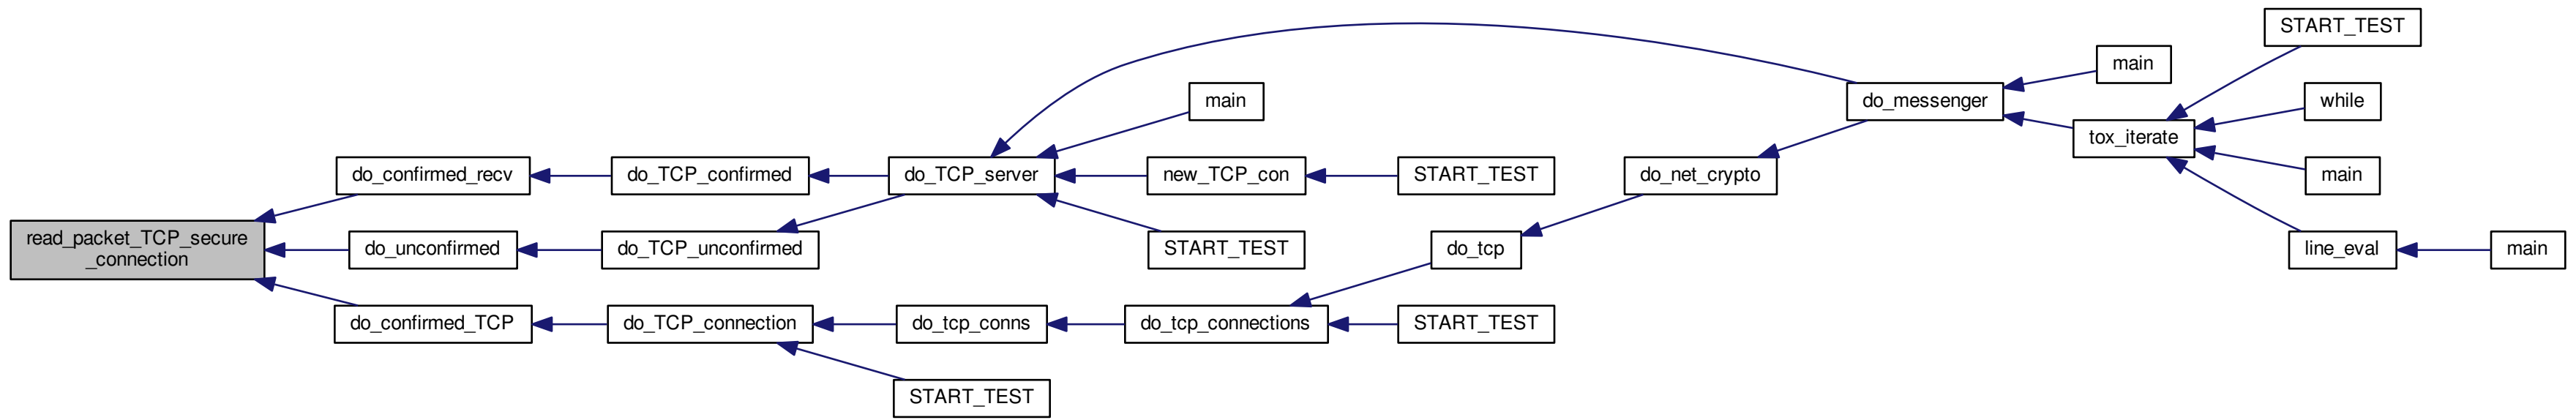 START_TEST
main
do_messenger
main
while
tox_iterate
do_confirmed_recv
do_TCP_confirmed
do_TCP_server
new_TCP_con
START_TEST
do_net_crypto
main
read_packet_TCP_secure
_connection
do_unconfirmed
do_TCP_unconfirmed
START_TEST
do_tcp
line_eval
main
do_confirmed_TCP
do_TCP_connection
do_tcp_conns
do_tcp_connections
START_TEST
START_TEST